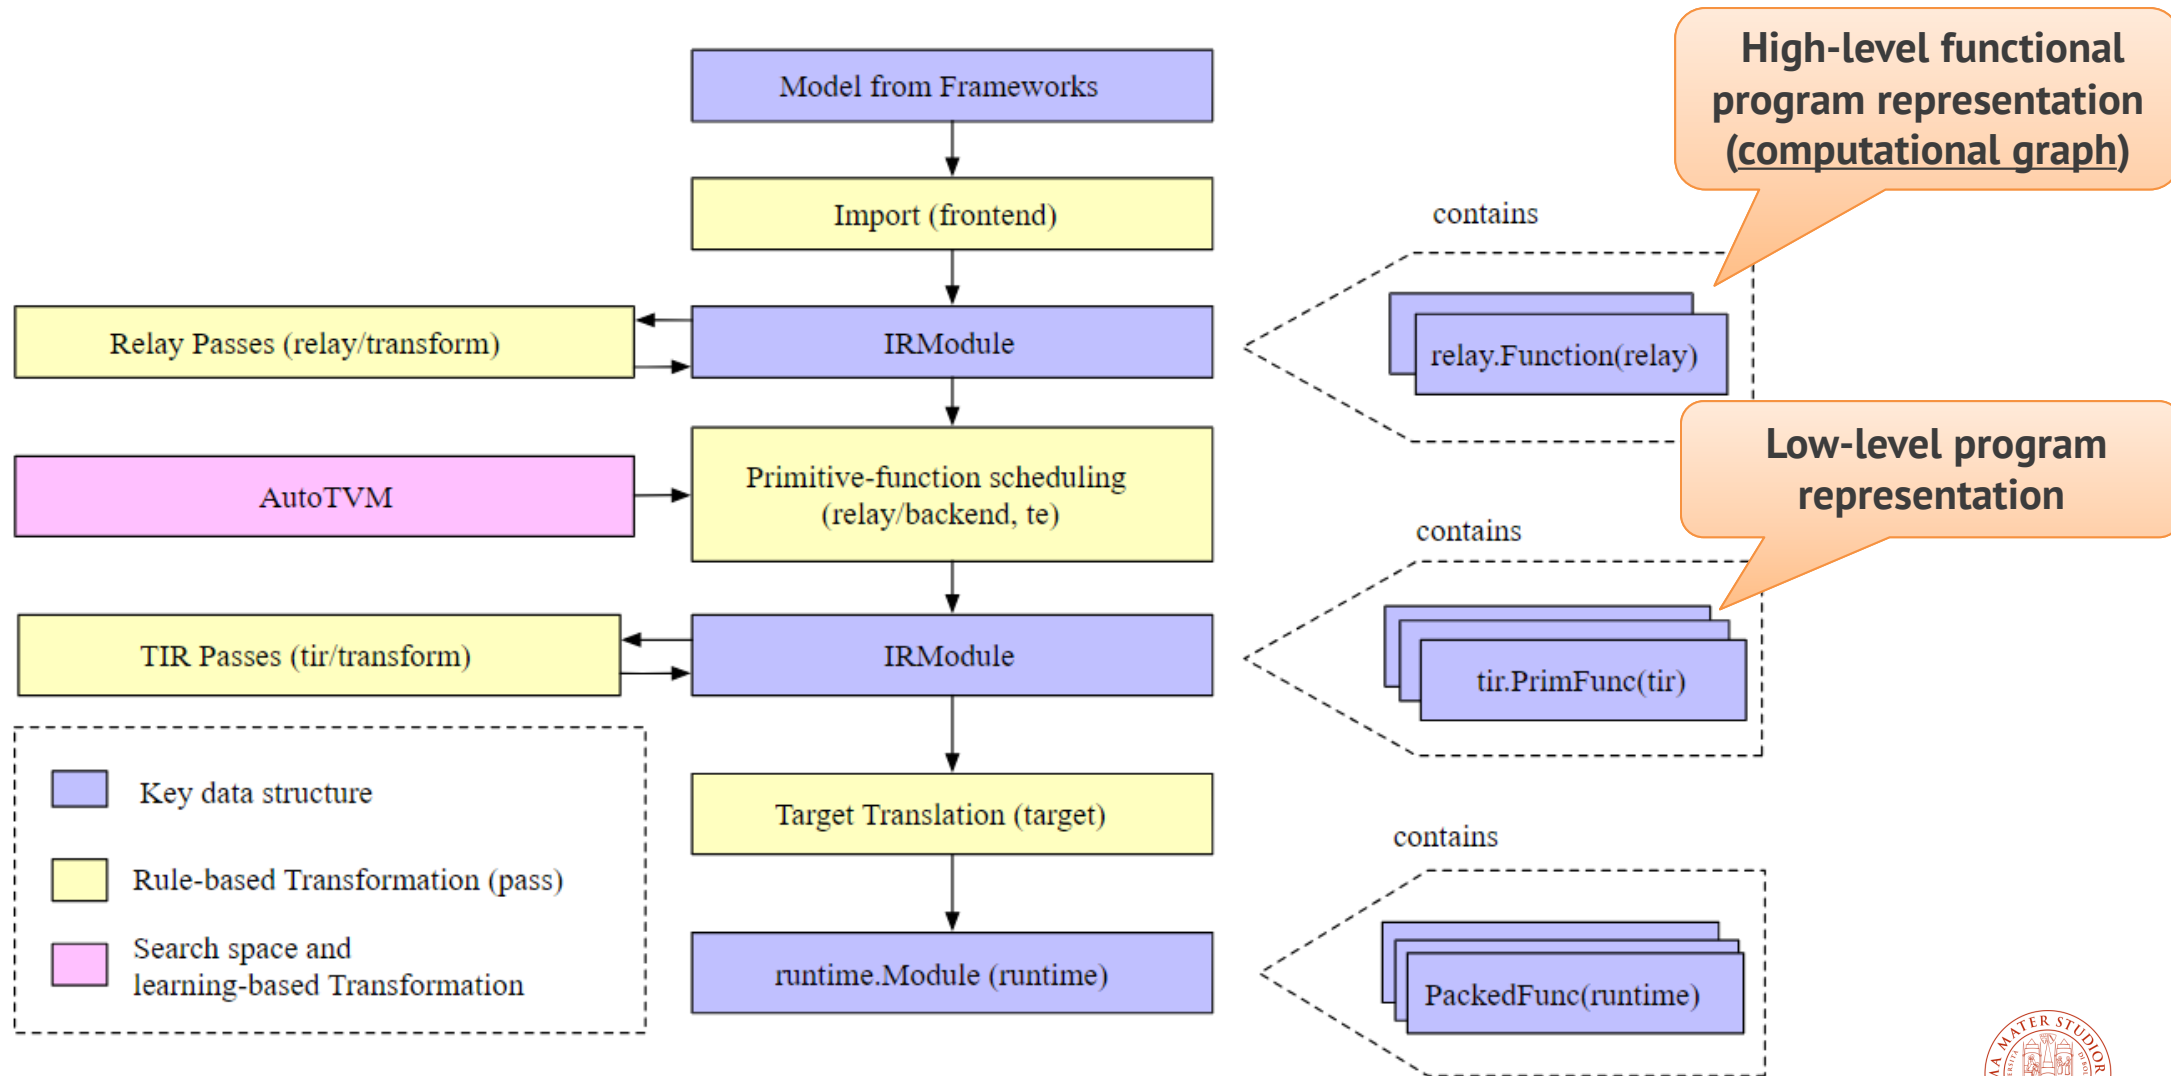 High-level functional
program representation
(computational graph)
Model from Frameworks
Import (frontend)
contains
Relay Passes (relay/transform)
IRModule
relay.Function(relay)
Low-level program
representation
AutoTVM
Primitive-function scheduling
(relay/backend, te)
contains
TIR Passes (tir/transform)
IRModule
tir.PrimFunc(tir)
Key data structure
Target Translation (target)
contains
Rule-based Transformation (pass)
Search space and
learning-based Transformation
runtime.Module (runtime)
PackedFunc(runtime)
MATER